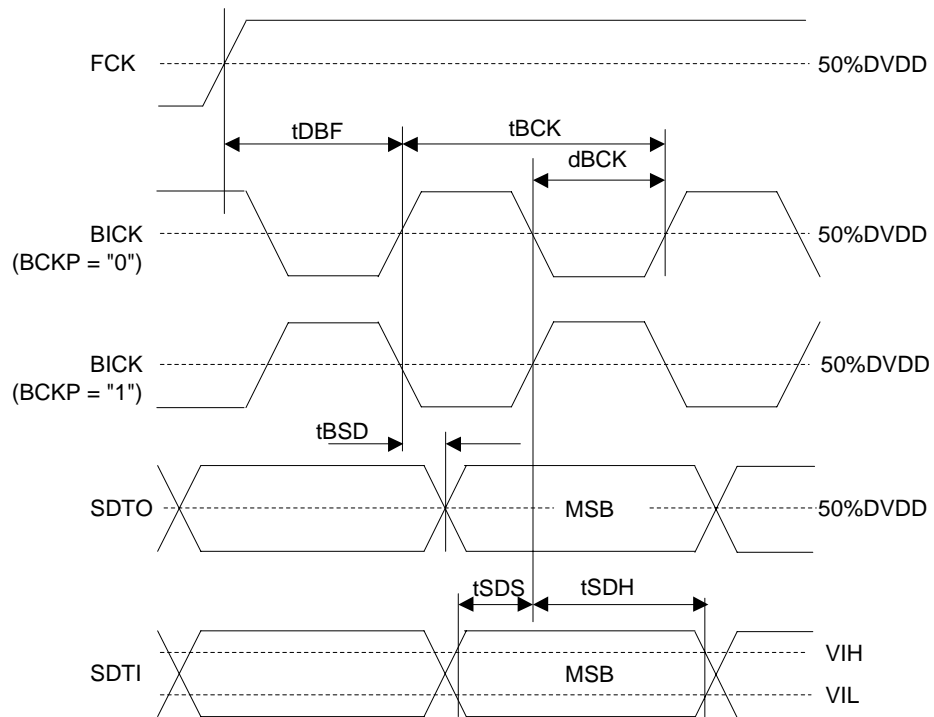 FCK
50%DVDD
tDBF
tBCK
dBCK
BICK
(BCKP = "0")
50%DVDD
BICK
(BCKP = "1")
50%DVDD
tBSD
SDTO
MSB
50%DVDD
tSDS
tSDH
SDTI
MSB
VIH
VIL